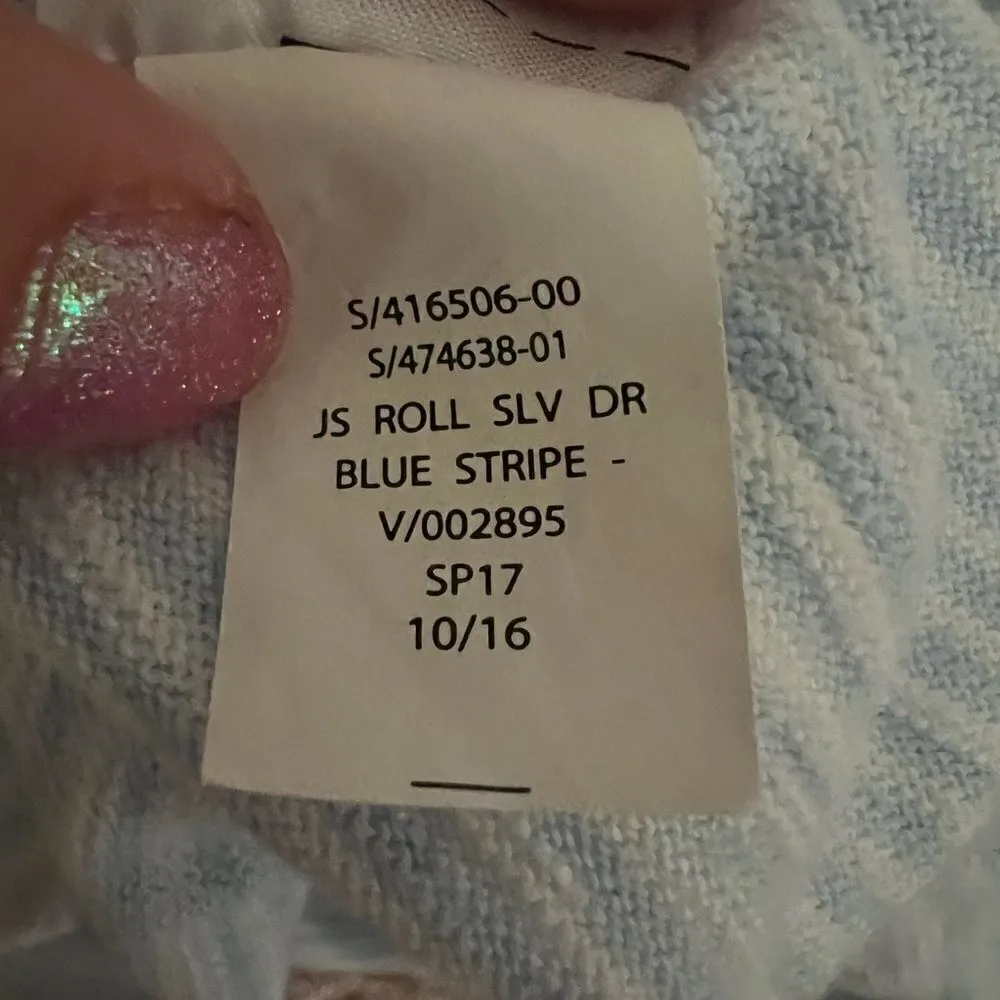 S/416506-00
S/474638-01
JS ROLL SLV DR
BLUE STRIPE -
V/002895
SP17
10/16